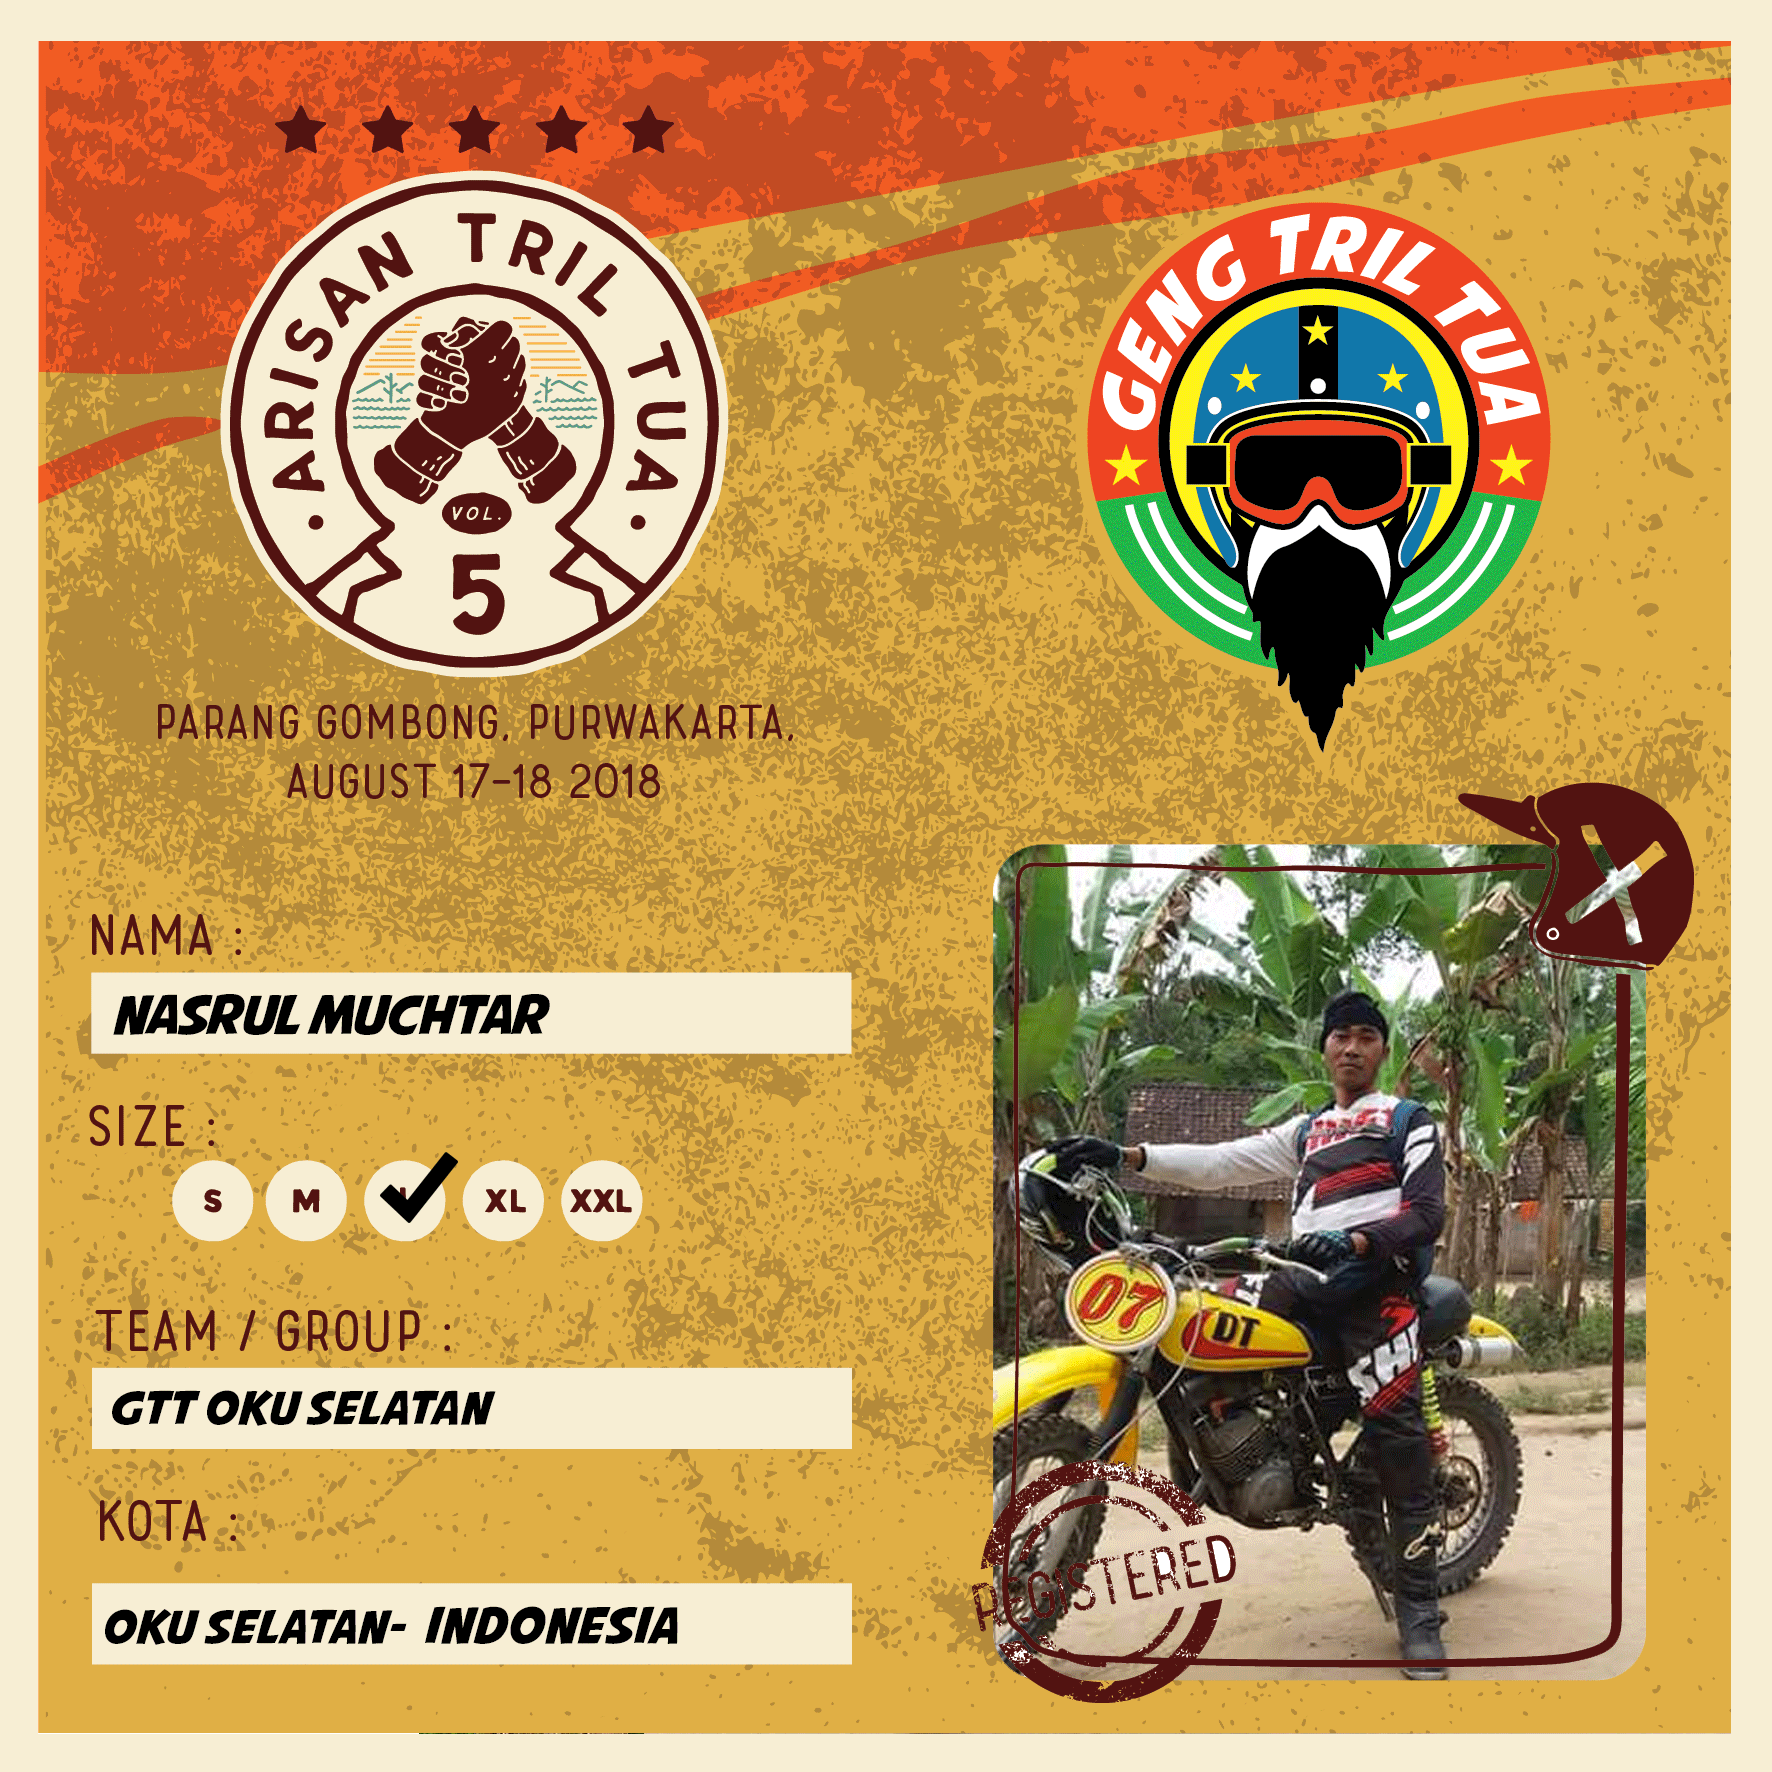 ARISAN TRIL TUA
VOL.
5
GENG TRIL TUA
PARANG GOMBONG, PURWAKARTA,
AUGUST 17-18 2018
NAMA :
NASRUL MUCHTAR
SIZE :
S M XL XXL
TEAM / GROUP :
GTT OKU SELATAN
KOTA :
OKU SELATAN- INDONESIA
07
DT
REGISTERED